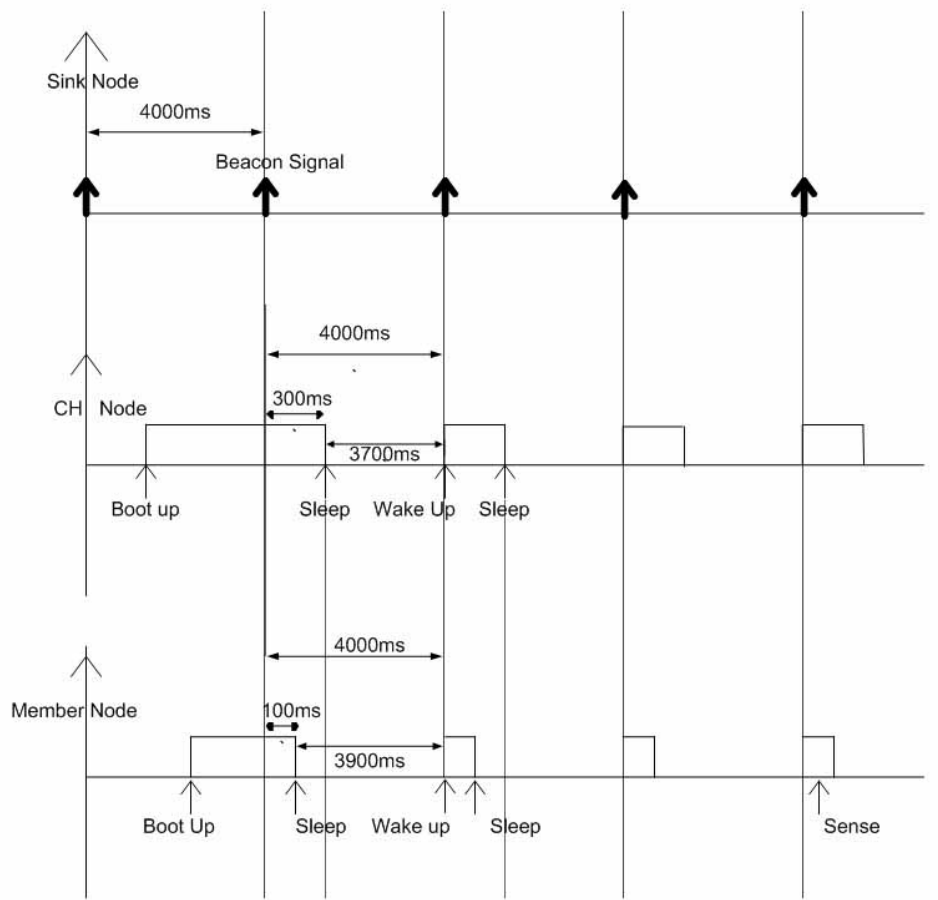 Sink Node
4000ms
Beacon Signal
4000ms
300ms
CH Node
3700ms
Boot up
Sleep
Wake Up
Sleep
4000ms
100ms
Member Node
3900ms
Boot Up
Sleep
Wake up
Sleep
Sense